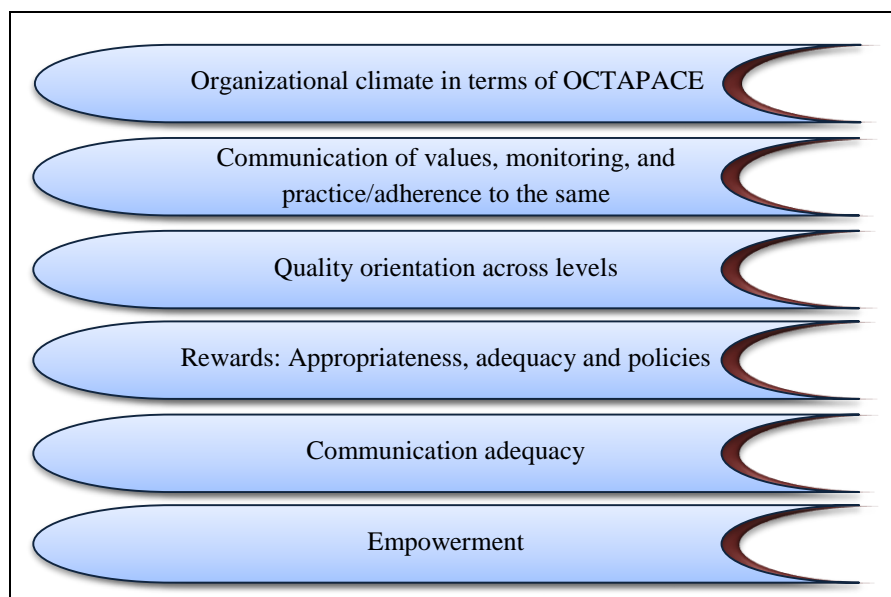 Organizational climate in terms of OCTAPACE
Communication of values, monitoring, and
practice/adherence to the same
Quality orientation across levels
Rewards: Appropriateness, adequacy and policies
Communication adequacy
Empowerment